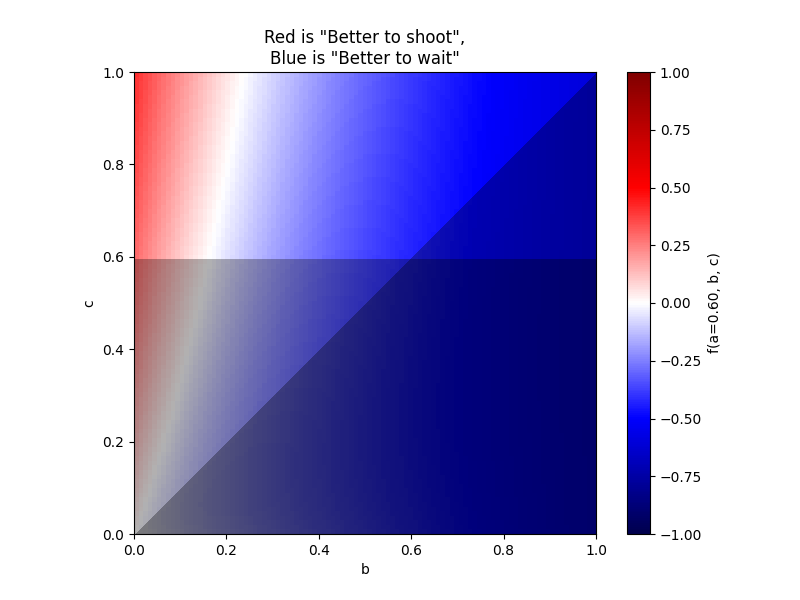 Red is "Better to shoot",
Blue is "Better to wait"
1.0
0.8
0.6
0.4
0.2
0.0
c
0.0 0.2 0.4 0.6 0.8 1.0
b
1.00
0.75
0.50
0.25
0.00
−0.25
−0.50
−0.75
−1.00
f(a=0.60, b, c)